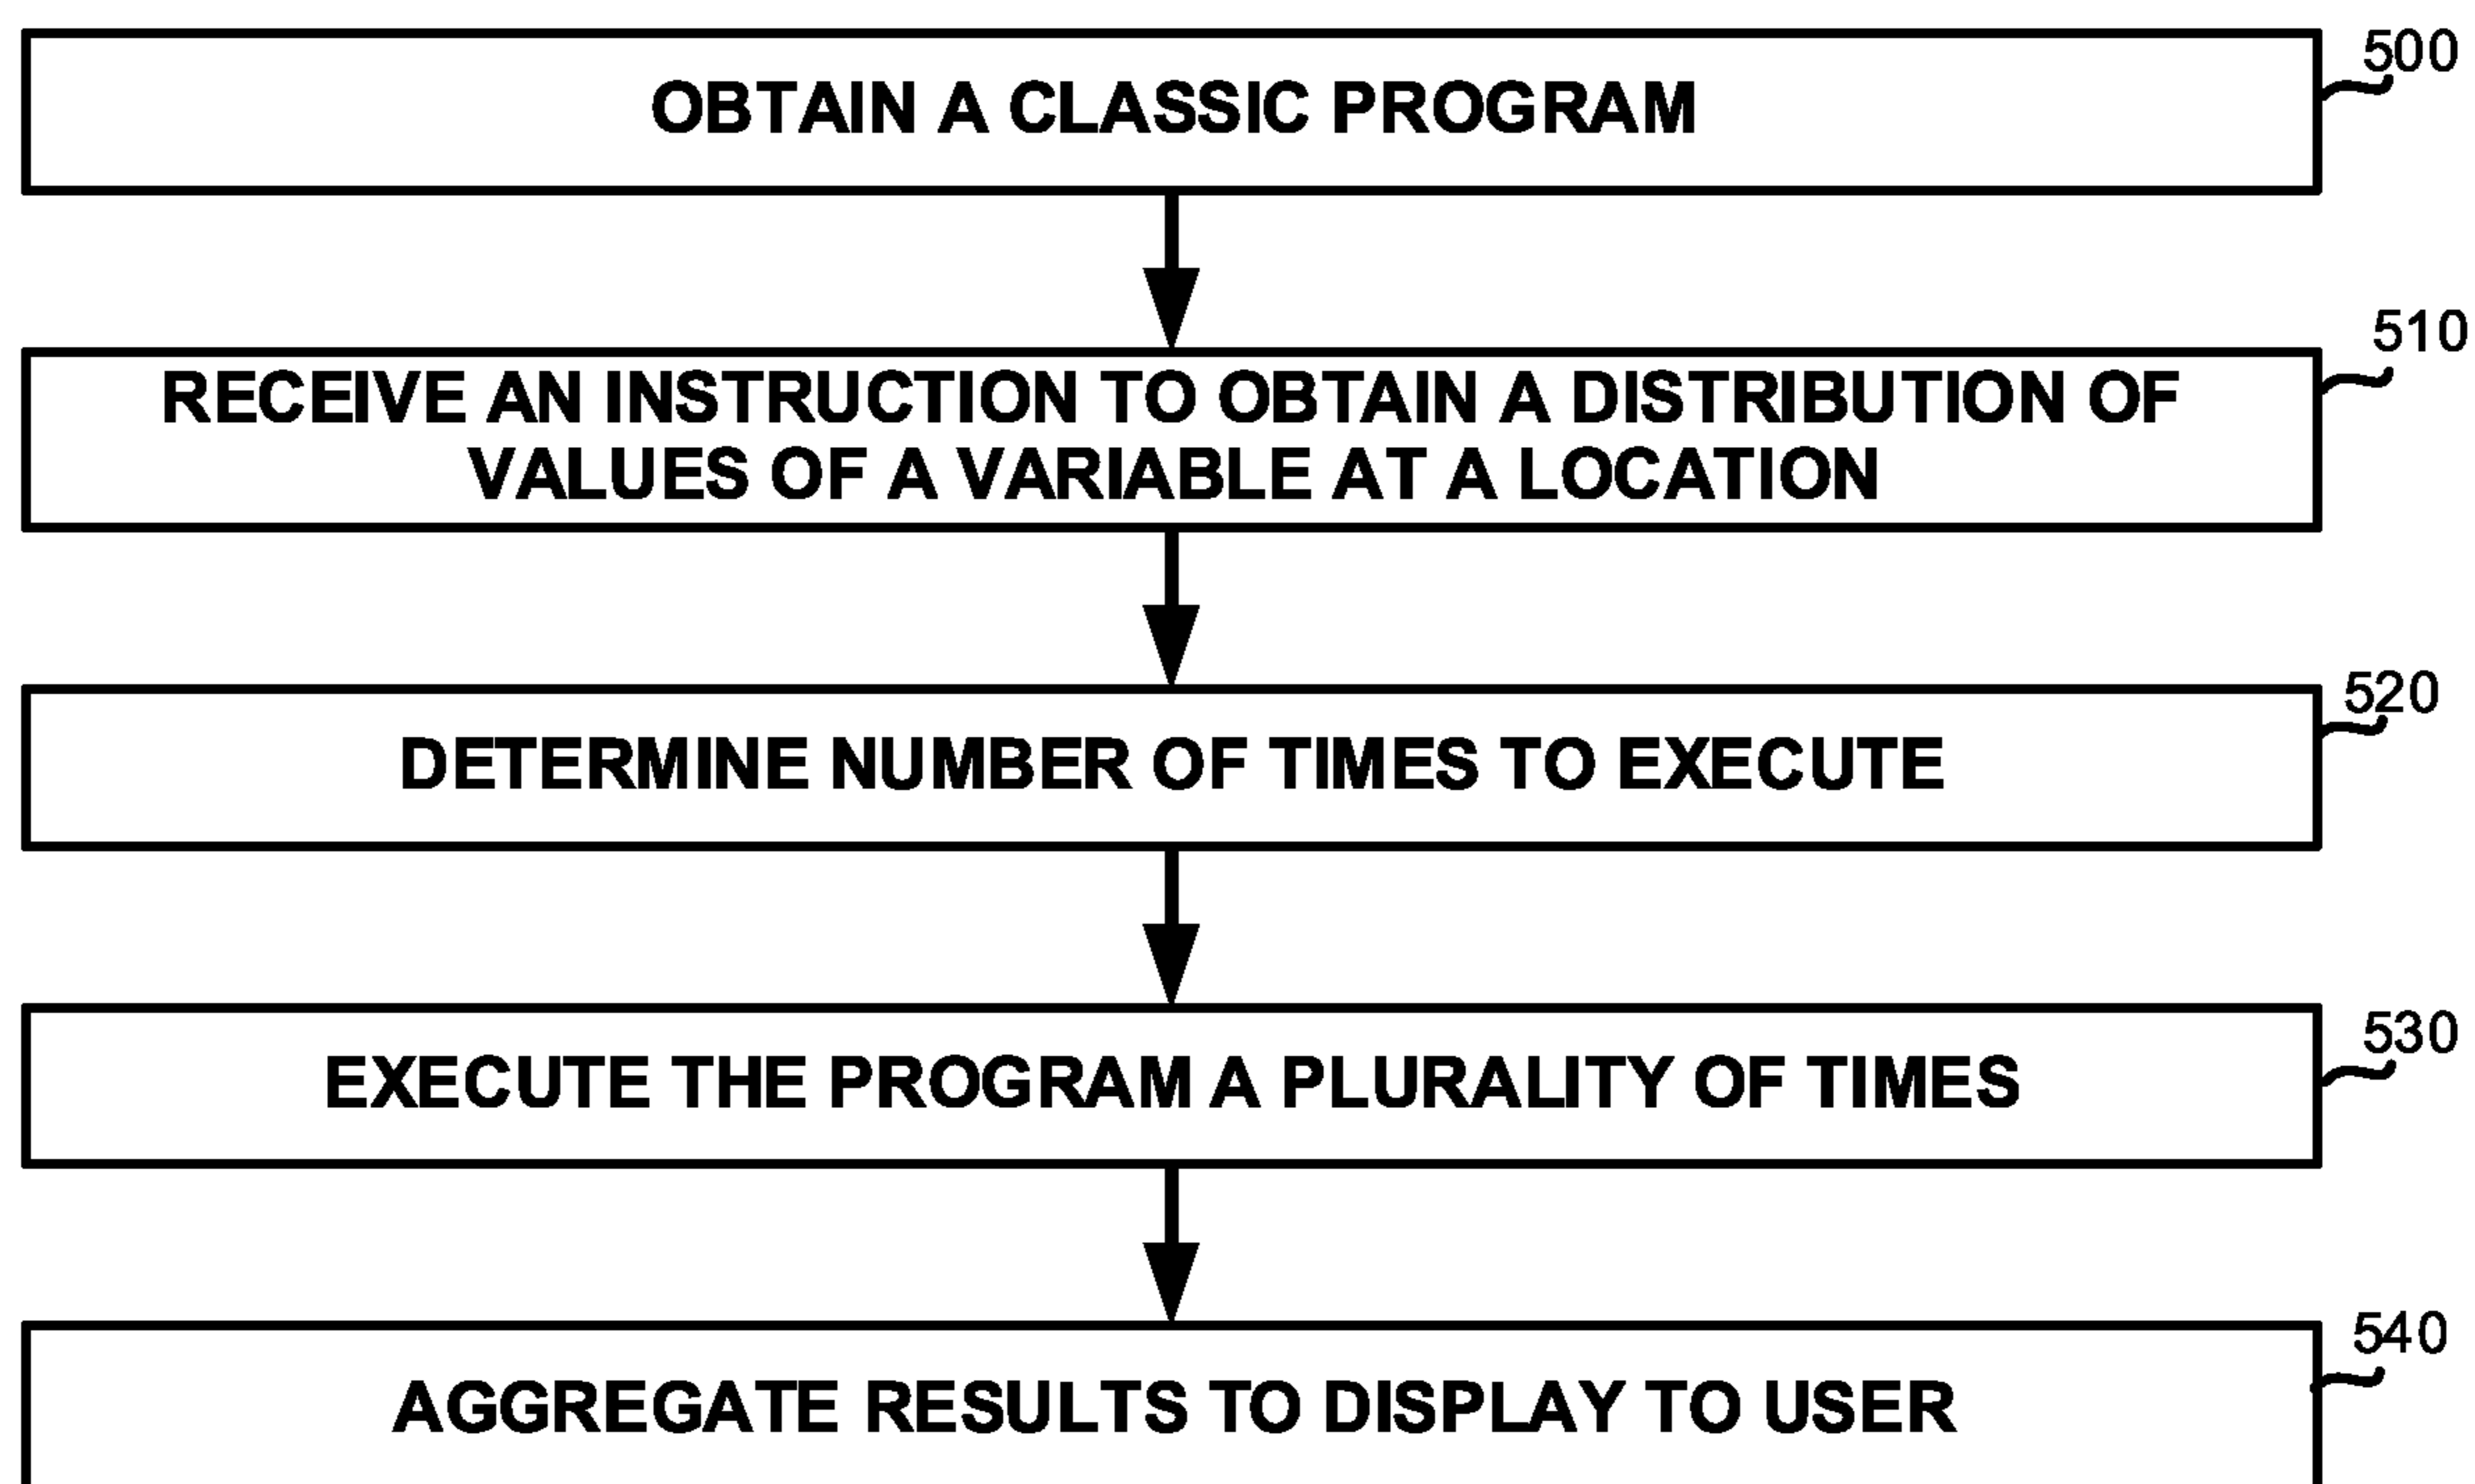 500
OBTAIN A CLASSIC PROGRAM
510
RECEIVE AN INSTRUCTION TO OBTAIN A DISTRIBUTION OF
VALUES OF A VARIABLE AT A LOCATION
520
DETERMINE NUMBER OF TIMES TO EXECUTE
530
EXECUTE THE PROGRAM A PLURALITY OF TIMES
540
AGGREGATE RESULTS TO DISPLAY TO USER